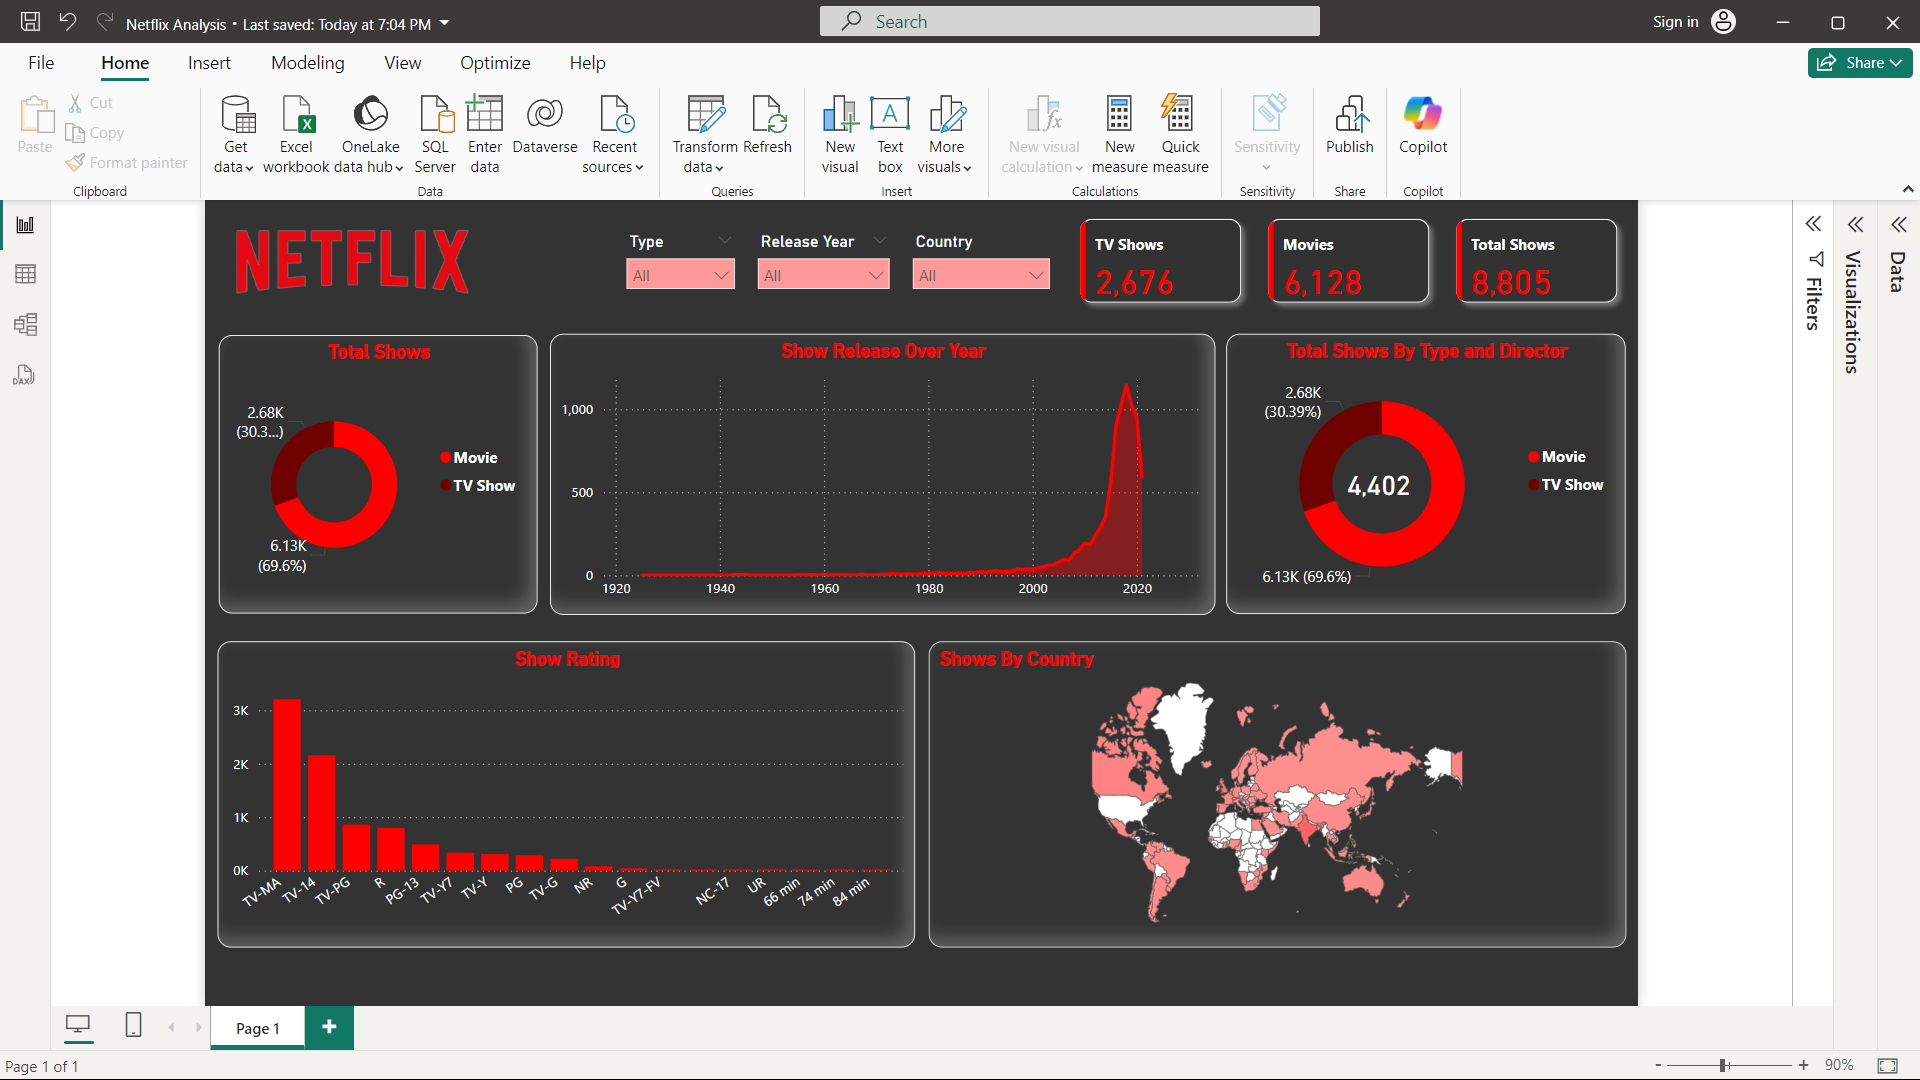 Netflix Analysis • Last saved: Today at 7:04 PM
Search
Sign in
File
Home
Insert
Modeling
View
Optimize
Help
Share
Paste
Cut
Copy
Format painter
Clipboard
Get data
Excel workbook
OneLake data hub
SQL Server
Enter data
Dataverse
Recent sources
Data
Transform data
Refresh
Queries
New visual
A
Text box
More visuals
Insert
fx
New visual calculation
New measure
Quick measure
Calculations
Sensitivity
Sensitivity
Publish
Share
Copilot
Copilot
DAX
NETFLIX
Type
All
Release Year
All
Country
All
TV Shows
2,676
Movies
6,128
Total Shows
8,805
Filters
Visualizations
Data
Total Shows
2.68K
(30.3...)
6.13K
(69.6%)
Movie
TV Show
Show Release Over Year
1,000
500
0
1920
1940
1960
1980
2000
2020
Total Shows By Type and Director
2.68K
(30.39%)
4,402
6.13K (69.6%)
Movie
TV Show
Show Rating
3K
2K
1K
0K
TV-MA
TV-14
TV-PG
R
PG-13
TV-Y7
TV-Y
PG
TV-G
NR
G
TV-Y7-FV
NC-17
UR
66 min
74 min
84 min
Shows By Country
Page 1
+
Page 1 of 1
-
+
90%